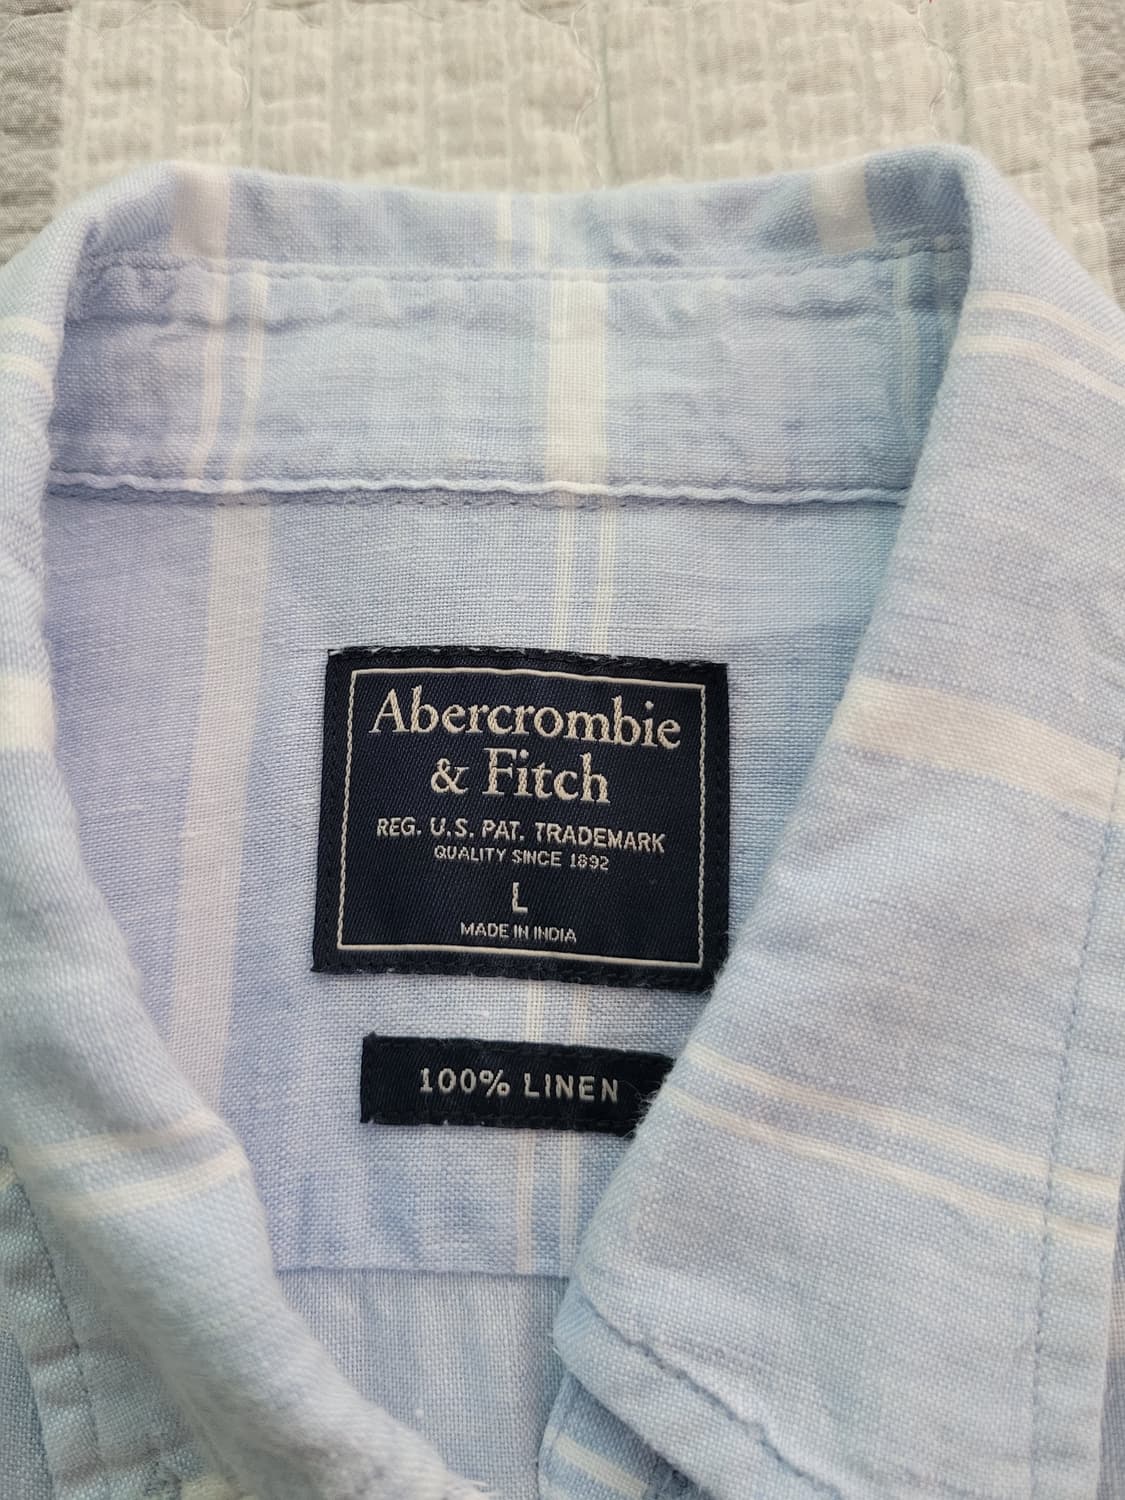 Abercrombie
& Fitch
REG. U.S. PAT. TRADEMARK
QUALITY SINCE 1892
L
MADE IN INDIA
100% LINEN